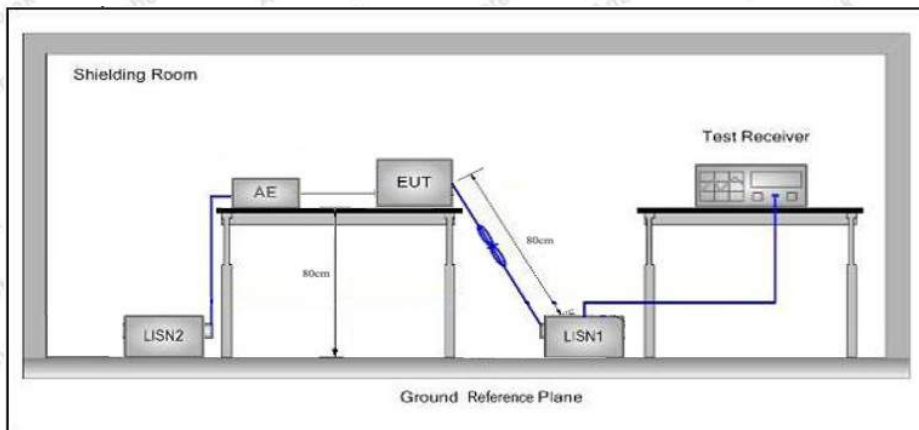 Shielding Room
Test Receiver
AE
EUT
80cm
80cm
LISN2
LISN1
Ground Reference Plane